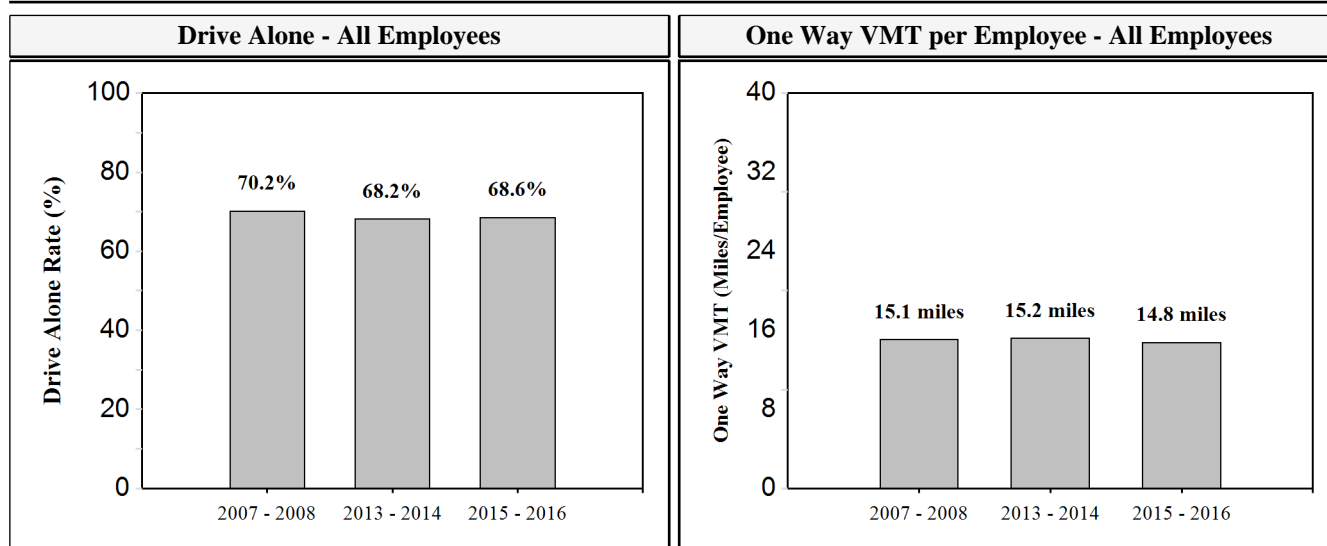 Drive Alone - All Employees
Drive Alone Rate (%)
100
80
60
40
20
0
70.2%
68.2%
68.6%
2007 - 2008
2013 - 2014
2015 - 2016
One Way VMT per Employee - All Employees
One Way VMT (Miles/Employee)
40
32
24
16
8
0
15.1 miles
15.2 miles
14.8 miles
2007 - 2008
2013 - 2014
2015 - 2016